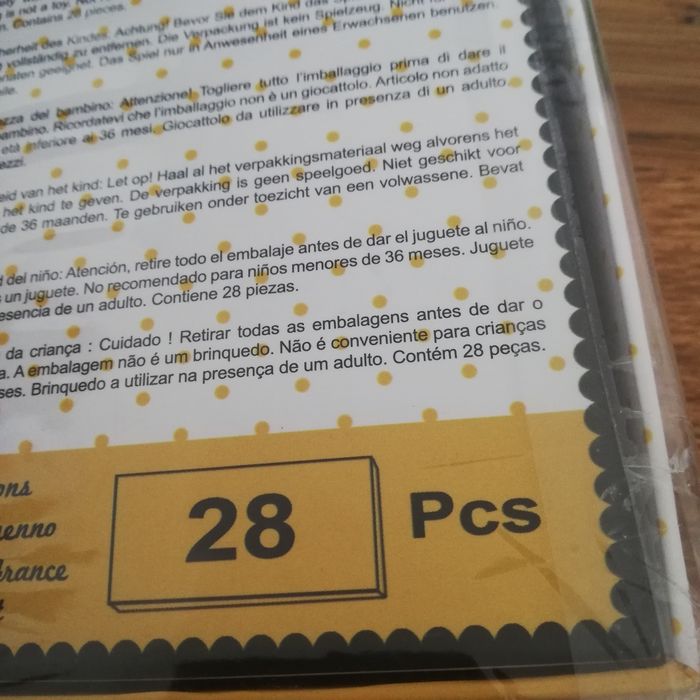 is not a toy. Not
Contains 28 pieces.
des Kindes. Achtung! Bevor Sie dem Kind das
vollständig zu entfernen. Die Verpackung ist kein Spielzeug. Nicht
geeignet. Das Spiel nur in Anwesenheit eines Erwachsenen benutzen.
del bambino: Attenzione! Togliere tutto l'imballaggio prima di dare il
bambino. Ricordatevi che l'imballaggio non è un giocattolo. Articolo non adatto
età inferiore ai 36 mesi. Giocattolo da utilizzare in presenza di un adulto.
ezzi.
eid van het kind: Let op! Haal al het verpakkingsmateriaal weg alvorens het
het kind te geven. De verpakking is geen speelgoed. Niet geschikt voor
de 36 maanden. Te gebruiken onder toezicht van een volwassene. Bevat
d del niño: Atención, retire todo el embalaje antes de dar el juguete al niño.
un juguete. No recomendado para niños menores de 36 meses. Juguete
esencia de un adulto. Contiene 28 piezas.
da criança : Cuidado ! Retirar todas as embalagens antes de dar o
a. A embalagem não é um brinquedo. Não é conveniente para crianças
ses. Brinquedo a utilizar na presença de um adulto. Contém 28 peças.
ons
enno
france
28 Pcs